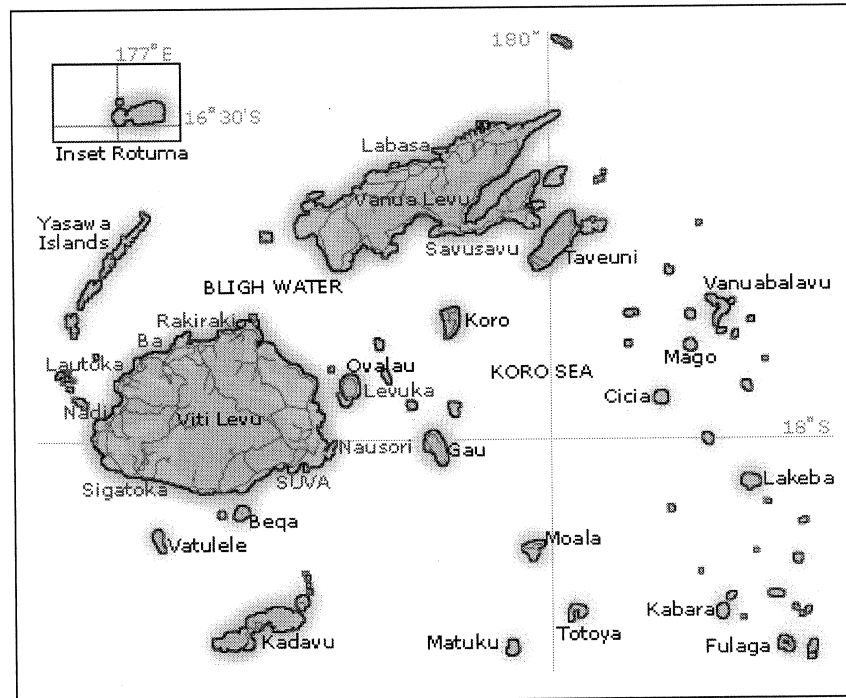 180°
177°E
16°30'S
Inset Rotuma
Labasa
Vanua Levu
Yasawa
Islands
Savusavu
Taveuni
BLIGH WATER
Vanuabalavu
Rakiraki
Koro
Ba
Mago
Lautoka
Ovalau
KORO SEA
Levuka
Cicia
Nadi
Viti Levu
16°S
Nausori
Gau
Sigatoka
SUVA
Lakeba
Beqa
Vatulele
Moala
Kadavu
Matuku
Totoya
Kabara
Fulaga